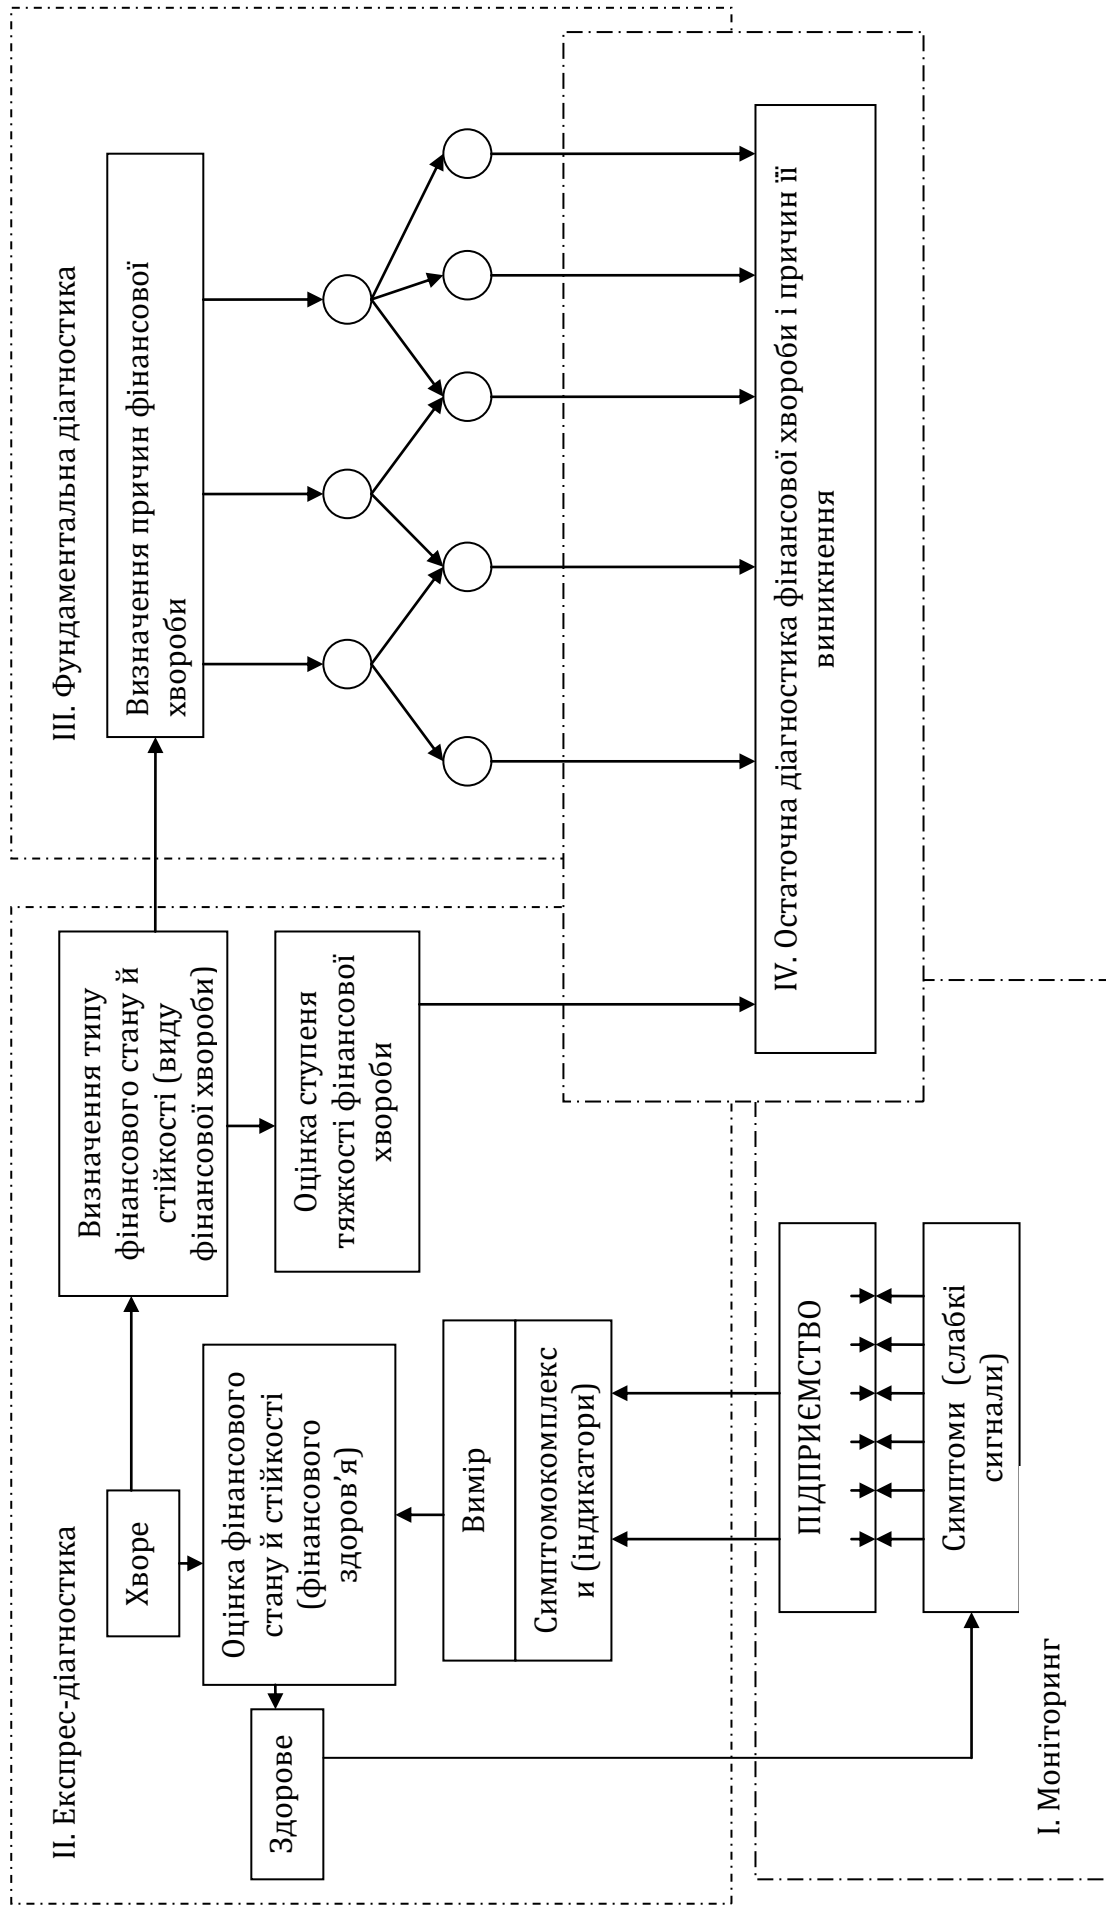 II. Експрес-діагностика
Хворе
Здорове
Оцінка фінансового
стану й стійкості
(фінансового
здоров’я)
Вимір
Симптомокомплекс
и (індикатори)
Визначення типу
фінансового стану й
стійкості (виду
фінансової хвороби)
Оцінка ступеня
тяжкості фінансової
хвороби
III. Фундаментальна діагностика
Визначення причин фінансової
хвороби
IV. Остаточна діагностика фінансової хвороби і причин її
виникнення
ПІДПРИЄМСТВО
Симптоми (слабкі
сигнали)
I. Моніторинг